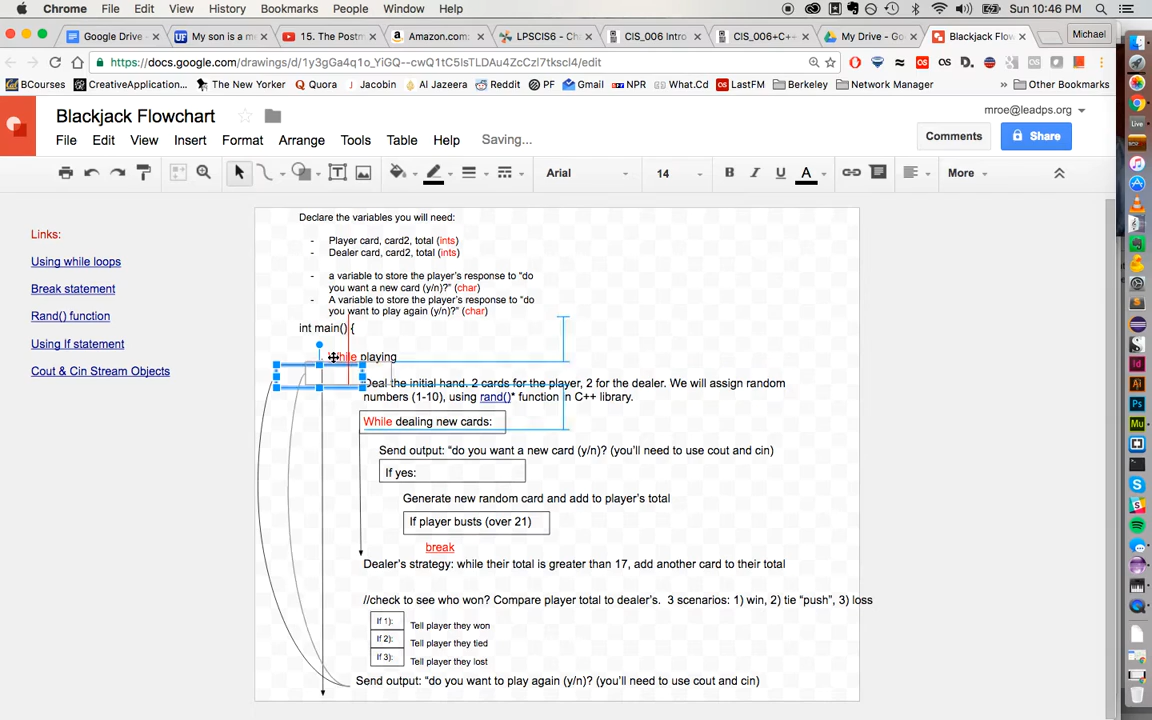 Chrome File Edit View History Bookmarks People Window Help Sun 10:46 PM
Google Drive - My son is a m 15. The Postm Amazon.com: LPSCIS6 - Ch CIS_006 Intro CIS_006+C++ My Drive - Go Blackjack Flow Michael
https://docs.google.com/drawings/d/1y3gGa4q1o_YiGQ--cwQ1tC5IsTLDAu4ZcCzl7tkscl4/edit
BCourses CreativeApplication... The New Yorker Quora Jacobin Al Jazeera Reddit PF Gmail NPR What.Cd LastFM Berkeley Network Manager Other Bookmarks
Blackjack Flowchart
mroe@leadps.org
File Edit View Insert Format Arrange Tools Table Help Saving...
Comments Share
Arial 14 B I U A More
Links:
Using while loops
Break statement
Rand() function
Using If statement
Cout & Cin Stream Objects
Declare the variables you will need:
- Player card, card2, total (ints)
- Dealer card, card2, total (ints)
- a variable to store the player's response to "do
you want a new card (y/n)?" (char)
- A variable to store the player's response to "do
you want to play again (y/n)?" (char)
int main() {
While playing
Deal the initial hand. 2 cards for the player, 2 for the dealer. We will assign random
numbers (1-10), using rand()* function in C++ library.
While dealing new cards:
Send output: "do you want a new card (y/n)? (you'll need to use cout and cin)
If yes:
Generate new random card and add to player's total
If player busts (over 21)
break
Dealer's strategy: while their total is greater than 17, add another card to their total
//check to see who won? Compare player total to dealer's. 3 scenarios: 1) win, 2) tie "push", 3) loss
If 1): Tell player they won
If 2): Tell player they tied
If 3): Tell player they lost
Send output: "do you want to play again (y/n)? (you'll need to use cout and cin)